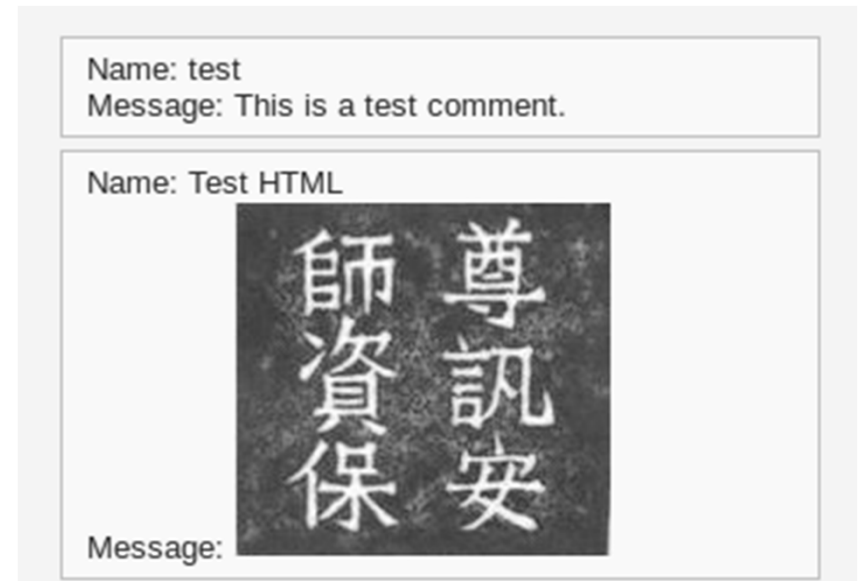 Name: test
Message: This is a test comment.
Name: Test HTML
尊訊安
師資保
Message: